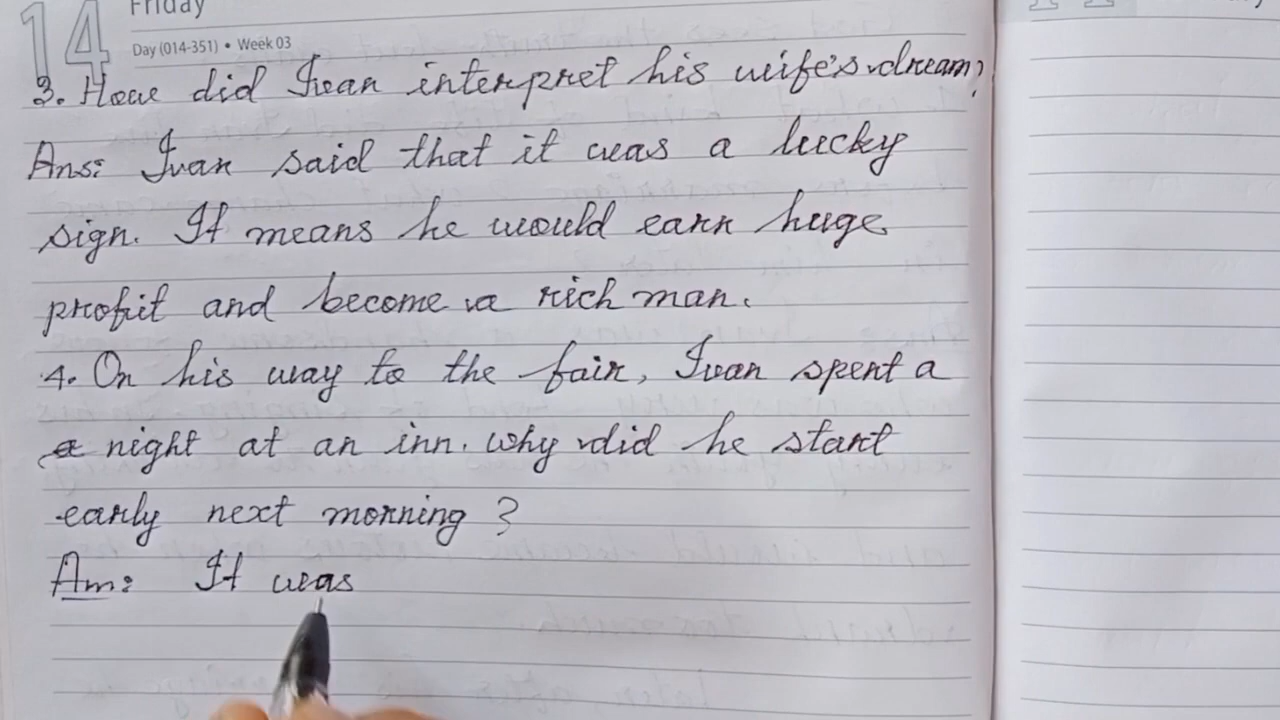 14
Friday
Day (014-351) • Week 03
3. How did Ivan interpret his wife's dream?
Ans: Ivan said that it was a lucky
sign. It means he would earn huge
profit and become a rich man.
4. On his way to the fair, Ivan spent a
a night at an inn. why did he start
early next morning ?
Ans: It was